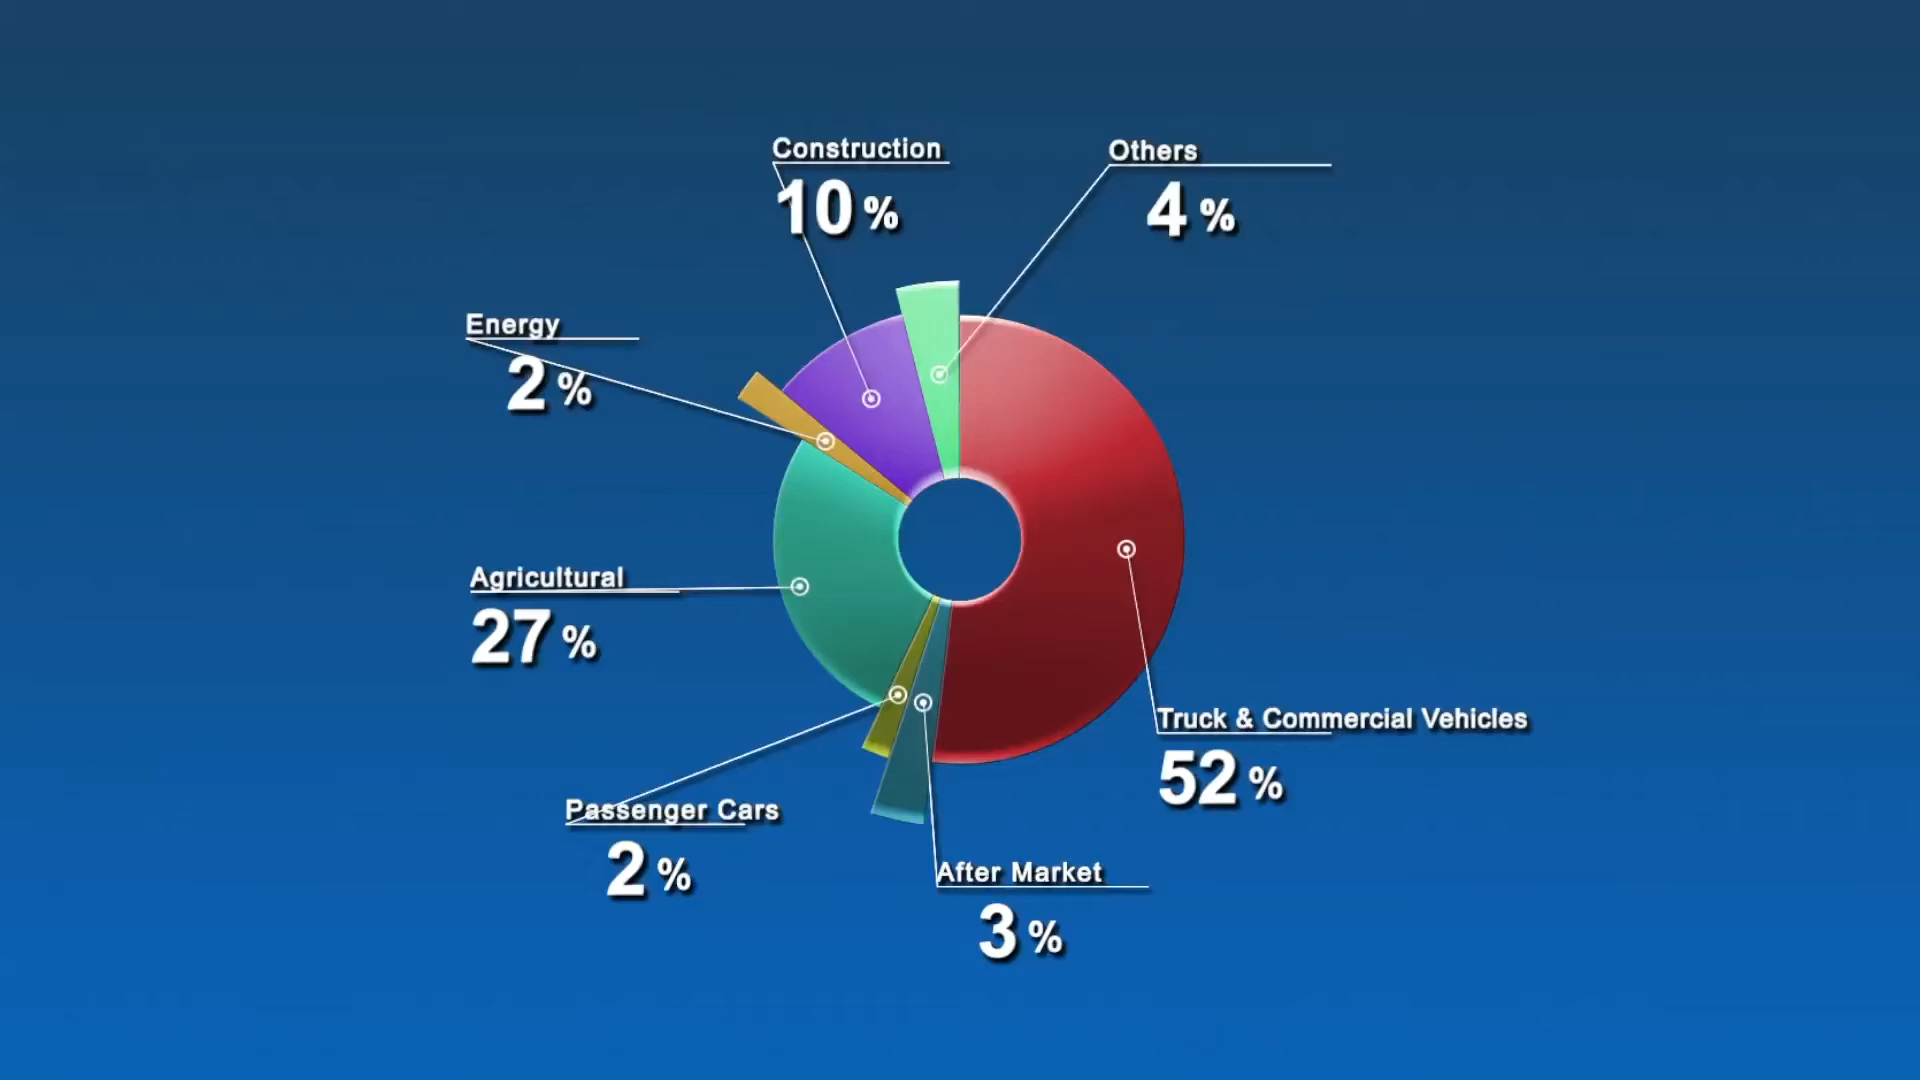 Construction
10 %
Others
4 %
Energy
2 %
Agricultural
27 %
Truck & Commercial Vehicles
52 %
Passenger Cars
2 %
After Market
3 %